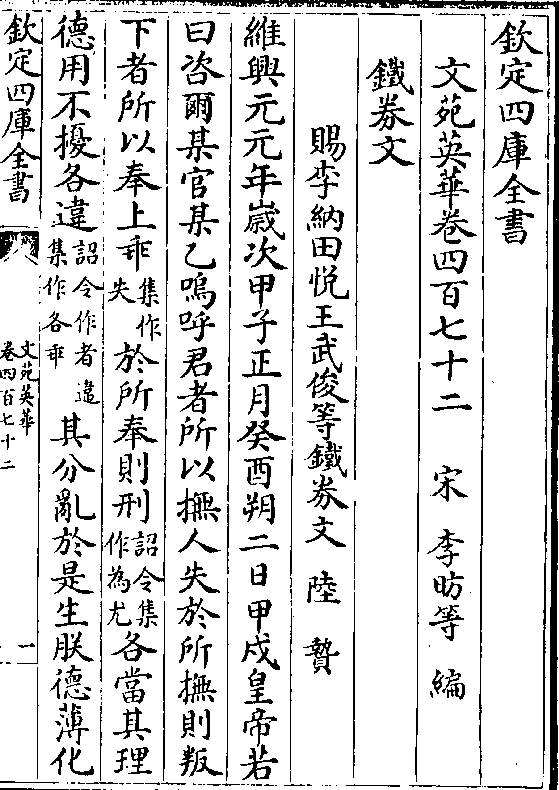 欽定四庫全書
文苑英華卷四百七十二　宋　李昉等　編
鐵券文
賜李納田悅王武俊等鐵券文　陸贄
維興元元年嵗次甲子正月癸酉朔二日甲戍皇帝若
曰咨爾某官某乙嗚呼君者所以撫人失於所撫則叛
下者所以奉上乖集作失於所奉則刑詔令集作為尤各當其理
德用不擾各違詔令作者違集作各乖其分亂於是生朕德薄化
欽定四庫全書
文苑英華
卷四百七十二
一